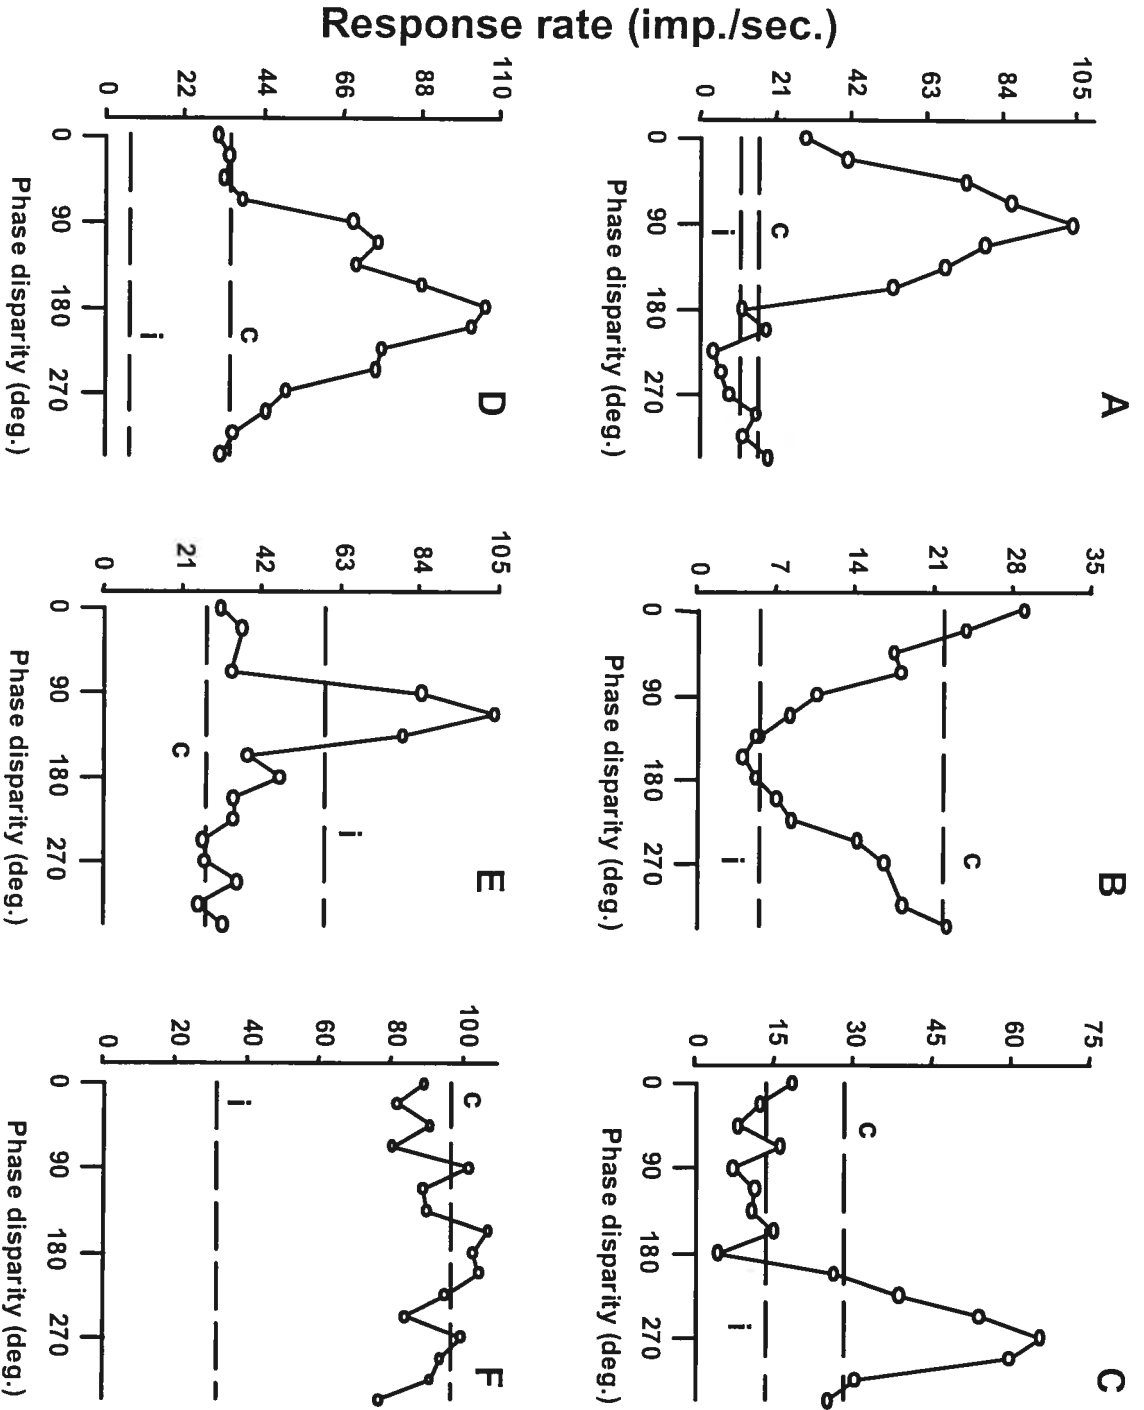 Response rate (imp./sec.)
A
105
84
63
42
21
0
c
i
0 90 180 270
Phase disparity (deg.)
B
35
28
21
14
7
0
c
i
0 90 180 270
Phase disparity (deg.)
C
75
60
45
30
15
0
c
i
0 90 180 270
Phase disparity (deg.)
D
110
88
66
44
22
0
c
i
0 90 180 270
Phase disparity (deg.)
E
105
84
63
42
21
0
i
c
0 90 180 270
Phase disparity (deg.)
F
100
80
60
40
20
0
c
i
0 90 180 270
Phase disparity (deg.)